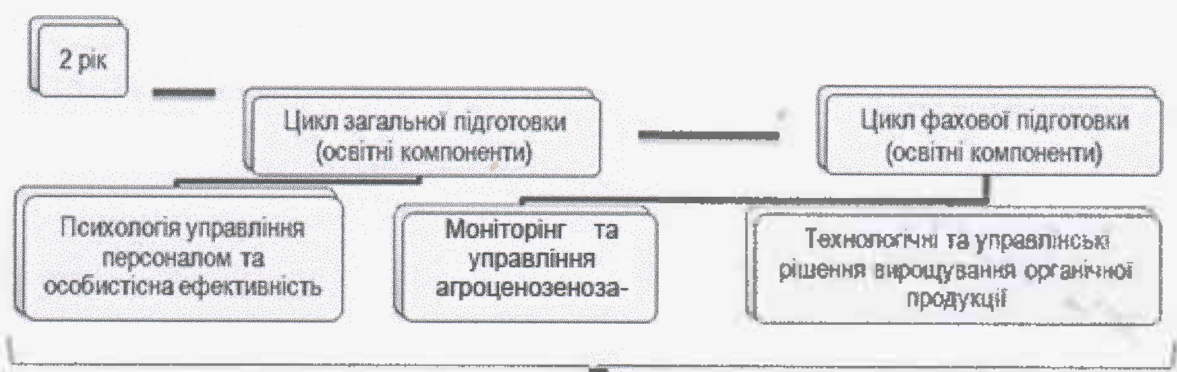 2 рік
Цикл загальної підготовки
(освітні компоненти)
Цикл фахової підготовки
(освітні компоненти)
Психологія управління
персоналом та
особистісна ефективність
Моніторінг та
управління
агроценозеноза-
Технологічні та управлінські
рішення вирощування органічної
продукції